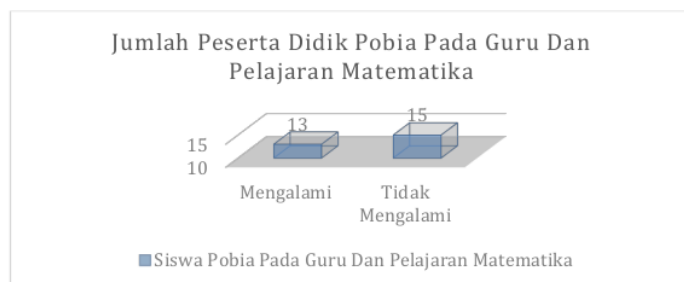 Jumlah Peserta Didik Pobia Pada Guru Dan
Pelajaran Matematika
13
15
15
10
Mengalami
Tidak
Mengalami
Siswa Pobia Pada Guru Dan Pelajaran Matematika